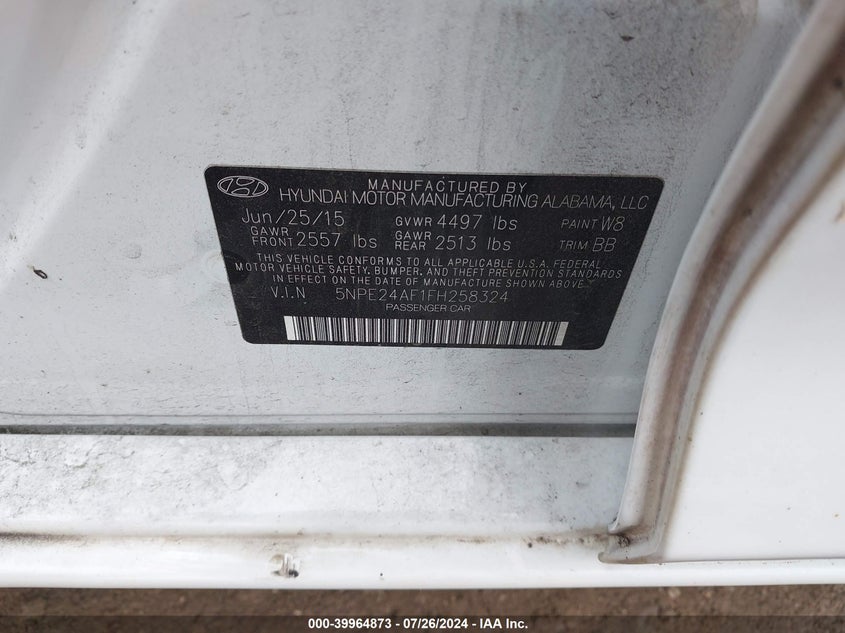 MANUFACTURED BY
HYUNDAI MOTOR MANUFACTURING ALABAMA, LLC
Jun/25/15 GVWR 4497 lbs PAINT W8
GAWR FRONT 2557 lbs GAWR REAR 2513 lbs TRIM BB
THIS VEHICLE CONFORMS TO ALL APPLICABLE U.S.A. FEDERAL
MOTOR VEHICLE SAFETY, BUMPER, AND THEFT PREVENTION STANDARDS
IN EFFECT ON THE DATE OF MANUFACTURE SHOWN ABOVE
V.I.N 5NPE24AF1FH258324
PASSENGER CAR
000-39964873 / 07/26/2024 - IAA Inc.